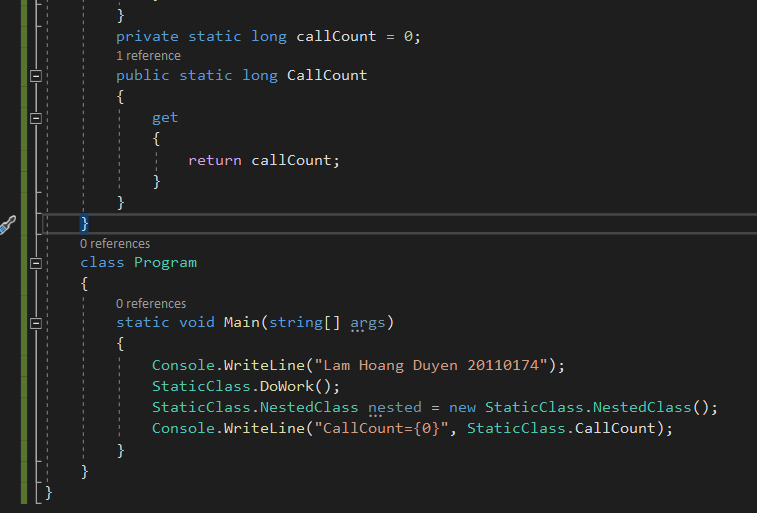 }
private static long callCount = 0;
1 reference
public static long CallCount
{
get
{
return callCount;
}
}
}
0 references
class Program
{
0 references
static void Main(string[] args)
{
Console.WriteLine("Lam Hoang Duyen 20110174");
StaticClass.DoWork();
StaticClass.NestedClass nested = new StaticClass.NestedClass();
Console.WriteLine("CallCount={0}", StaticClass.CallCount);
}
}
}